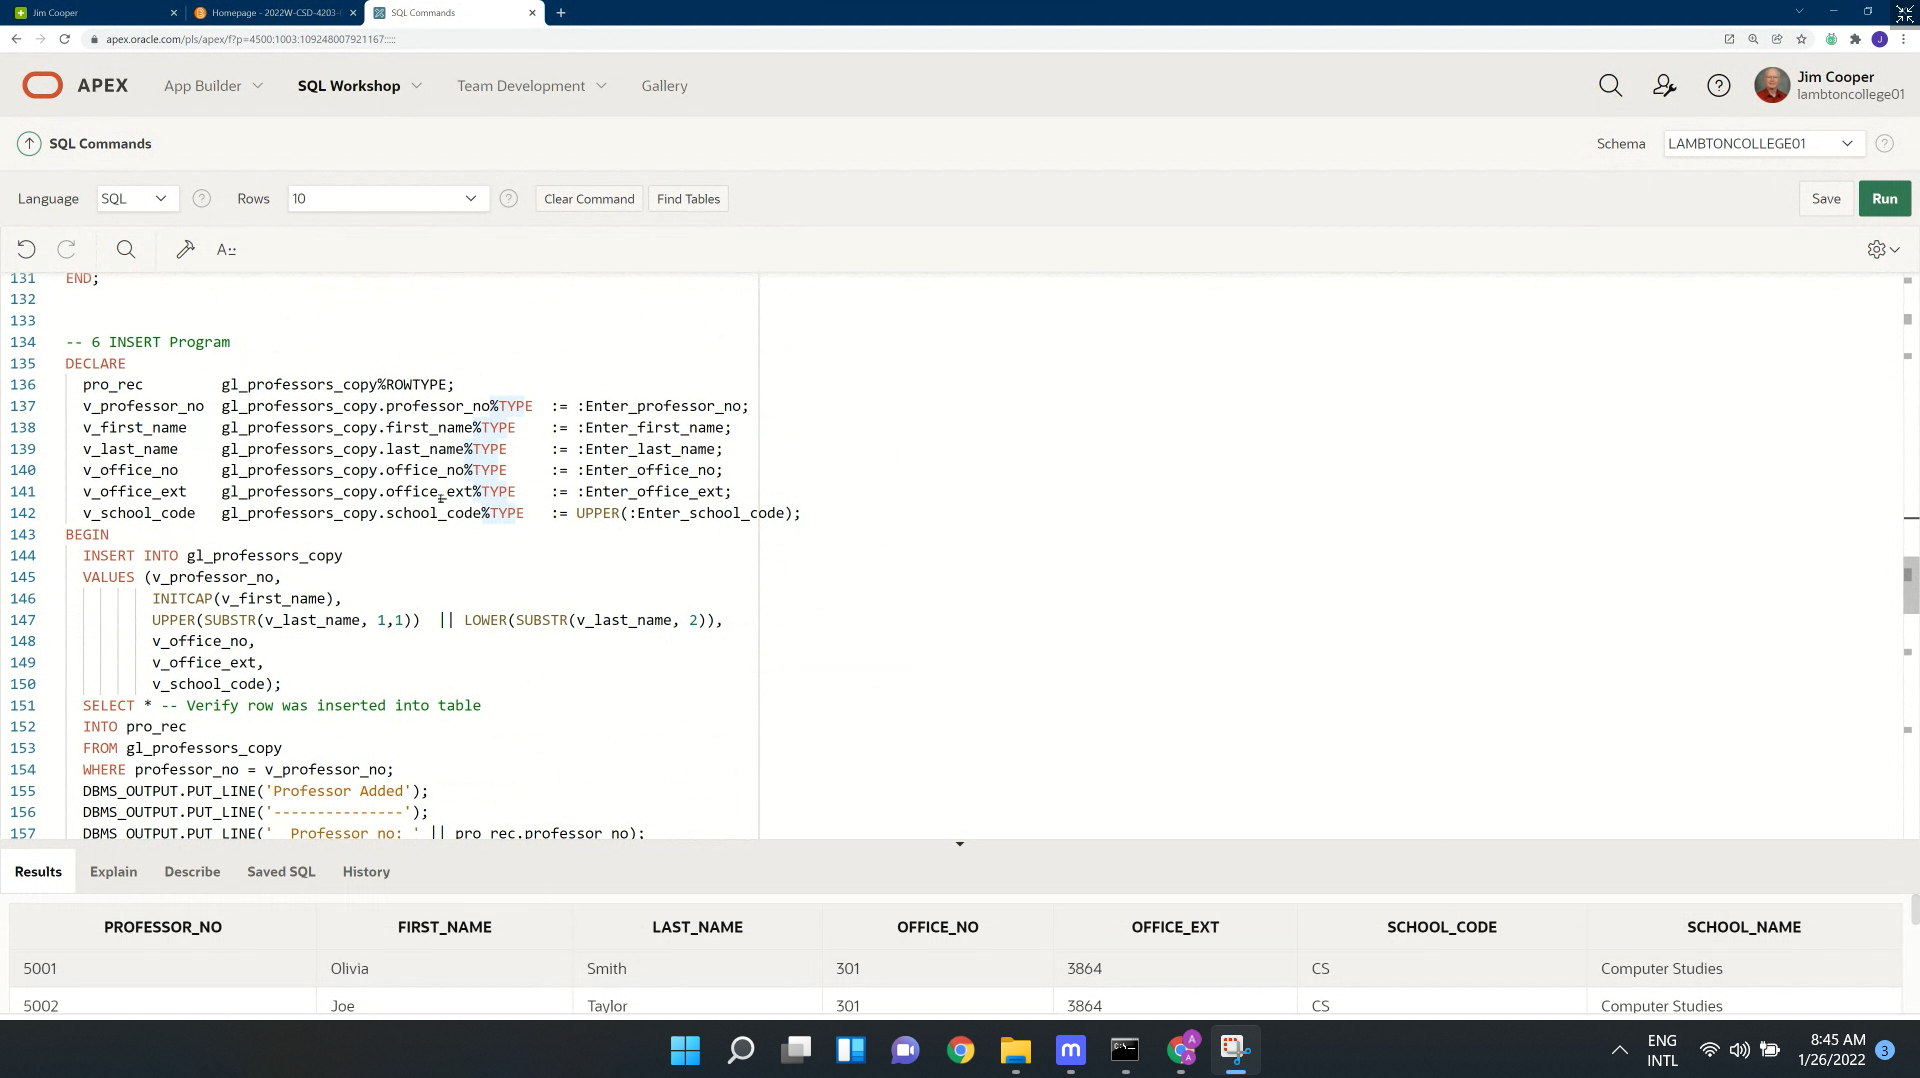 Jim Cooper
Homepage - 2022W-CSD-4203-
SQL Commands
apex.oracle.com/pls/apex/f?p=4500:1003:109248007921167:::::
J
APEX
App Builder
SQL Workshop
Team Development
Gallery
Jim Cooper
lambtoncollege01
SQL Commands
Schema
LAMBTONCOLLEGE01
Language
SQL
Rows
10
Clear Command
Find Tables
Save
Run
131 END;
132
133
134 -- 6 INSERT Program
135 DECLARE
136 pro_rec gl_professors_copy%ROWTYPE;
137 v_professor_no gl_professors_copy.professor_no%TYPE := :Enter_professor_no;
138 v_first_name gl_professors_copy.first_name%TYPE := :Enter_first_name;
139 v_last_name gl_professors_copy.last_name%TYPE := :Enter_last_name;
140 v_office_no gl_professors_copy.office_no%TYPE := :Enter_office_no;
141 v_office_ext gl_professors_copy.office_ext%TYPE := :Enter_office_ext;
142 v_school_code gl_professors_copy.school_code%TYPE := UPPER(:Enter_school_code);
143 BEGIN
144 INSERT INTO gl_professors_copy
145 VALUES (v_professor_no,
146 INITCAP(v_first_name),
147 UPPER(SUBSTR(v_last_name, 1,1)) || LOWER(SUBSTR(v_last_name, 2)),
148 v_office_no,
149 v_office_ext,
150 v_school_code);
151 SELECT * -- Verify row was inserted into table
152 INTO pro_rec
153 FROM gl_professors_copy
154 WHERE professor_no = v_professor_no;
155 DBMS_OUTPUT.PUT_LINE('Professor Added');
156 DBMS_OUTPUT.PUT_LINE('---------------');
157 DBMS_OUTPUT.PUT_LINE('  Professor no: ' || pro_rec.professor_no);
Results
Explain
Describe
Saved SQL
History
PROFESSOR_NO FIRST_NAME LAST_NAME OFFICE_NO OFFICE_EXT SCHOOL_CODE SCHOOL_NAME
5001 Olivia Smith 301 3864 CS Computer Studies
5002 Joe Taylor 301 3864 CS Computer Studies
ENG
INTL
8:45 AM
1/26/2022
3